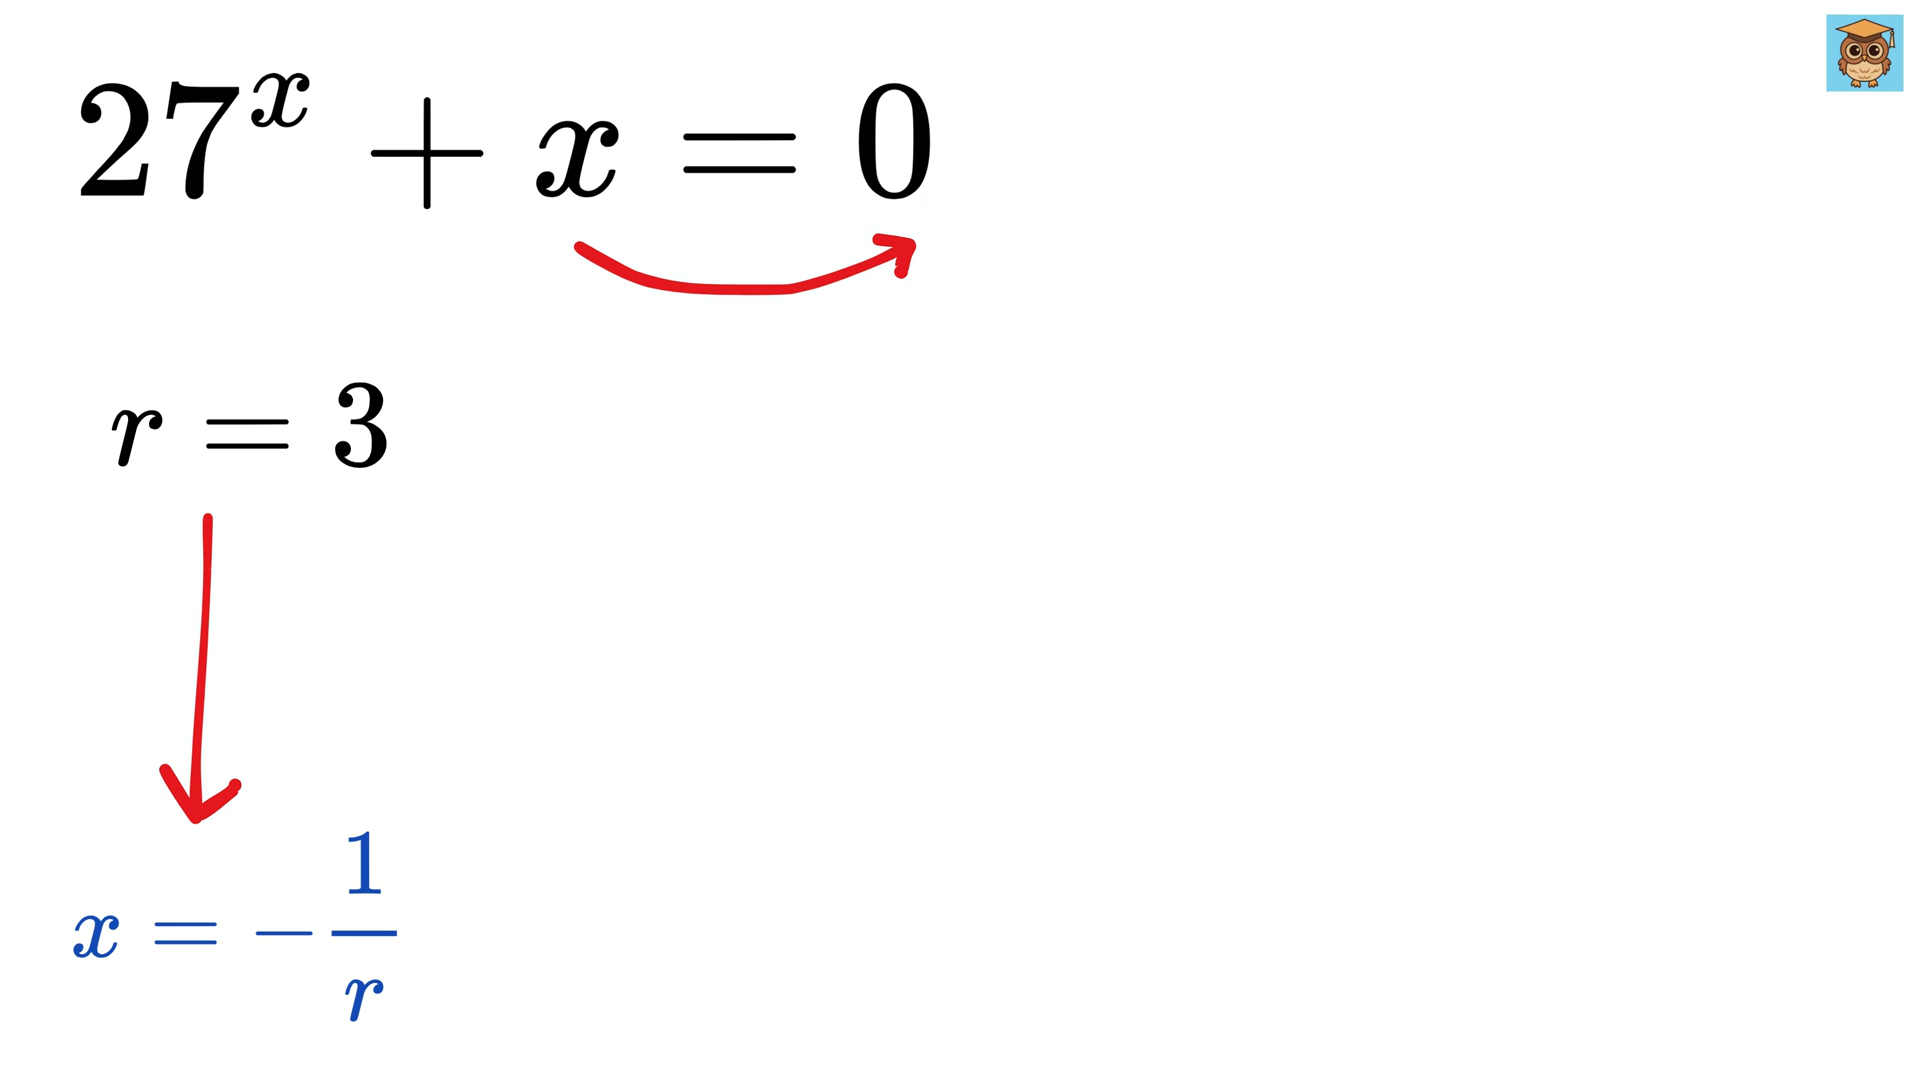 27^x + x = 0
r = 3
x = -1/r